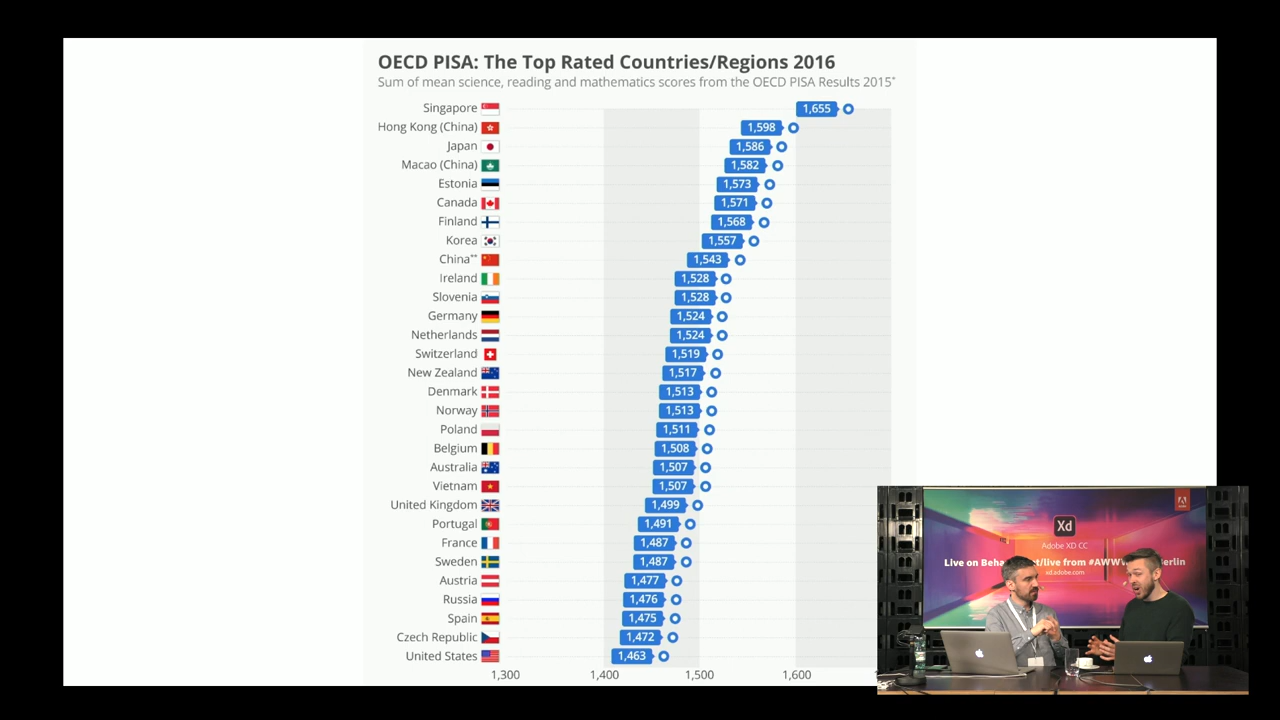 OECD PISA: The Top Rated Countries/Regions 2016
Sum of mean science, reading and mathematics scores from the OECD PISA Results 2015*
Singapore 1,655
Hong Kong (China) 1,598
Japan 1,586
Macao (China) 1,582
Estonia 1,573
Canada 1,571
Finland 1,568
Korea 1,557
China** 1,543
Ireland 1,528
Slovenia 1,528
Germany 1,524
Netherlands 1,524
Switzerland 1,519
New Zealand 1,517
Denmark 1,513
Norway 1,513
Poland 1,511
Belgium 1,508
Australia 1,507
Vietnam 1,507
United Kingdom 1,499
Portugal 1,491
France 1,487
Sweden 1,487
Austria 1,477
Russia 1,476
Spain 1,475
Czech Republic 1,472
United States 1,463
1,300 1,400 1,500 1,600
Xd
Adobe XD CC
Live on Beha et/live from #AWW erlin
xd.adobe.com